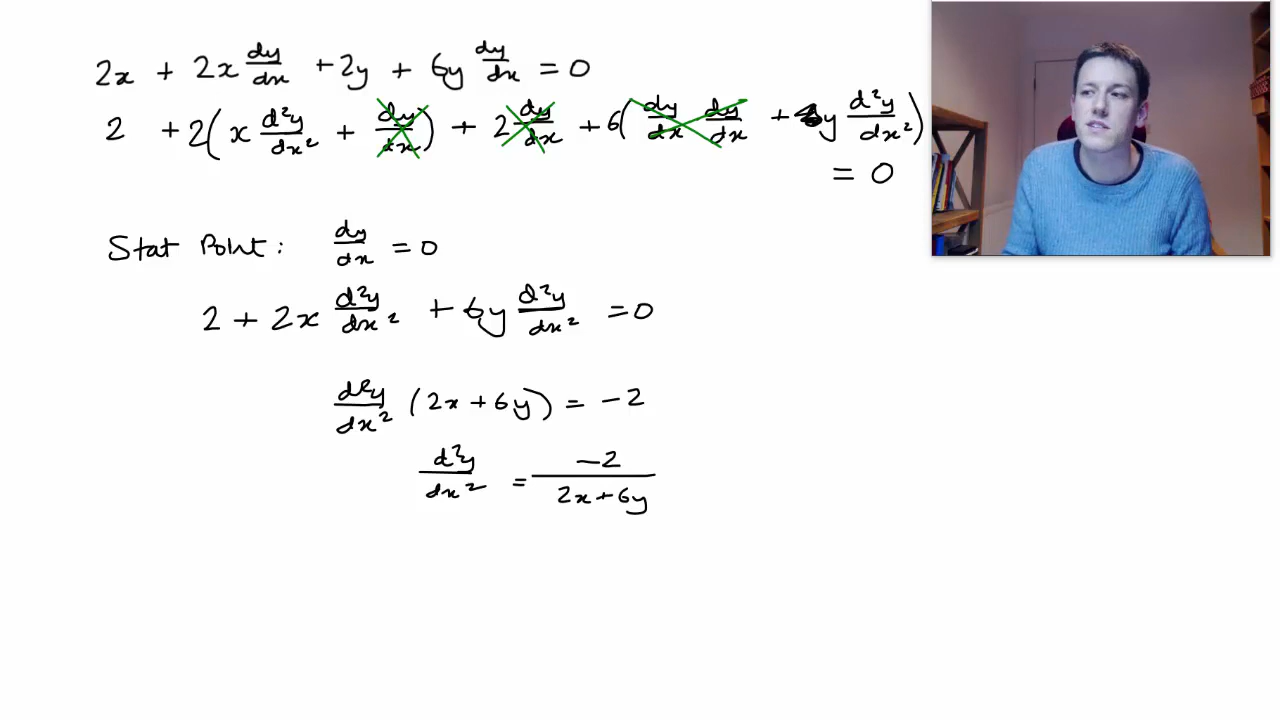 2x + 2x dy/dx + 2y + 6y dy/dx = 0
2 + 2(x d²y/dx² + dy/dx) + 2 dy/dx + 6(dy/dx dy/dx + y d²y/dx²)
= 0
Stat Point: dy/dx = 0
2 + 2x d²y/dx² + 6y d²y/dx² = 0
d²y/dx² (2x + 6y) = -2
d²y/dx² = -2/(2x+6y)